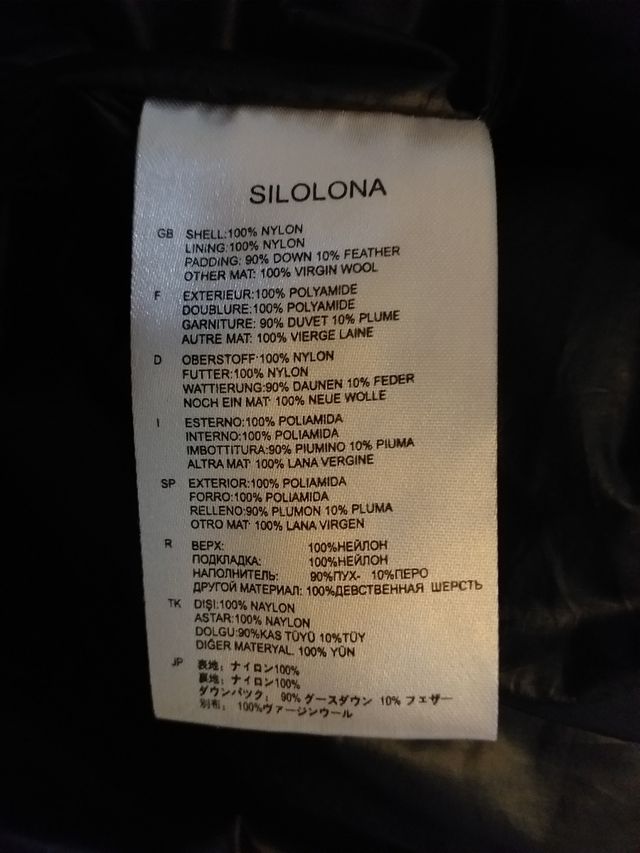 SILOLONA
GB SHELL:100% NYLON
LINING:100% NYLON
PADDING: 90% DOWN 10% FEATHER
OTHER MAT: 100% VIRGIN WOOL
F EXTERIEUR:100% POLYAMIDE
DOUBLURE:100% POLYAMIDE
GARNITURE: 90% DUVET 10% PLUME
AUTRE MAT: 100% VIERGE LAINE
D OBERSTOFF:100% NYLON
FUTTER:100% NYLON
WATTIERUNG:90% DAUNEN 10% FEDER
NOCH EIN MAT: 100% NEUE WOLLE
I ESTERNO:100% POLIAMIDA
INTERNO:100% POLIAMIDA
IMBOTTITURA:90% PIUMINO 10% PIUMA
ALTRA MAT: 100% LANA VERGINE
SP EXTERIOR:100% POLIAMIDA
FORRO:100% POLIAMIDA
RELLENO:90% PLUMON 10% PLUMA
OTRO MAT: 100% LANA VIRGEN
R ВЕРХ: 100%НЕЙЛОН
ПОДКЛАДКА: 100%НЕЙЛОН
НАПОЛНИТЕЛЬ: 90%ПУХ- 10%ПЕРО
ДРУГОЙ МАТЕРИАЛ: 100%ДЕВСТВЕННАЯ ШЕРСТЬ
TK DIŞI:100% NAYLON
ASTAR:100% NAYLON
DOLGU:90%KAS TÜYÜ 10%TÜY
DIĞER MATERYAL. 100% YÜN
JP 表地：ナイロン100%
裏地：ナイロン100%
ダウンパック：90% グースダウン 10% フェザー
別布：100%ヴァージンウール